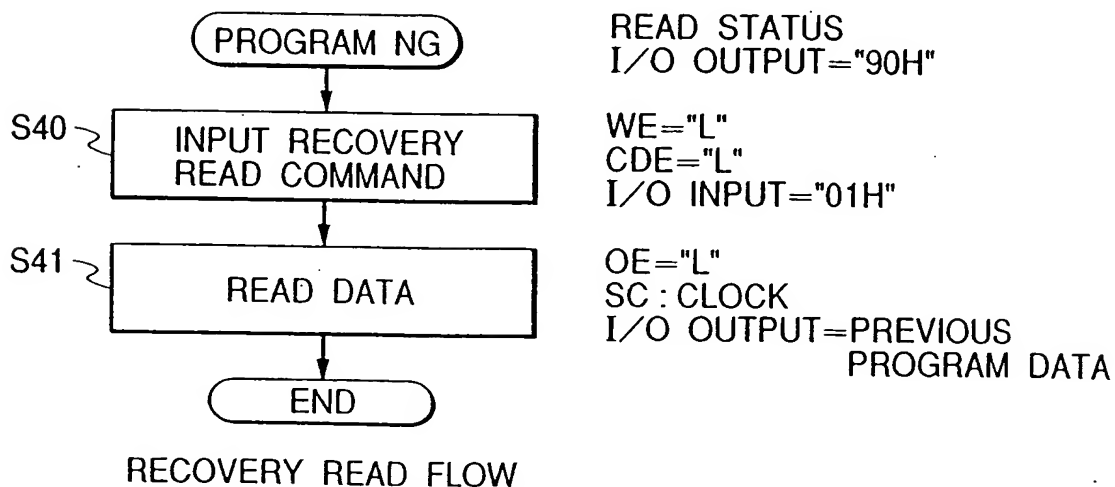 PROGRAM NG
READ STATUS
I/O OUTPUT="90H"
S40
INPUT RECOVERY
READ COMMAND
WE="L"
CDE="L"
I/O INPUT="01H"
S41
READ DATA
OE="L"
SC : CLOCK
I/O OUTPUT=PREVIOUS
PROGRAM DATA
END
RECOVERY READ FLOW